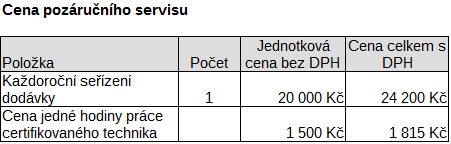 Cena pozáručního servisu
Položka Počet Jednotková cena bez DPH Cena celkem s DPH
Každoroční seřízení dodávky 1 20 000 Kč 24 200 Kč
Cena jedné hodiny práce certifikovaného technika 1 500 Kč 1 815 Kč